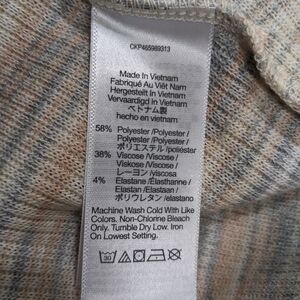 CKP465969313
Made In Vietnam
Fabriqué Au Viêt Nam
Hergestellt In Vietnam
Vervaardigd In Vietnam
ベトナム製
hecho en vietnam
58% Polyester /Polyester /
Polyester /Polyester /
ポリエステル /poliéster
38% Viscose /Viscose /
Viskose /Viscose /
レーヨン /viscosa
4% Elastane /Élasthanne /
Elastan /Elastaan /
ポリウレタン /elastano
Machine Wash Cold With Like
Colors. Non-Chlorine Bleach
Only. Tumble Dry Low. Iron
On Lowest Setting.
30